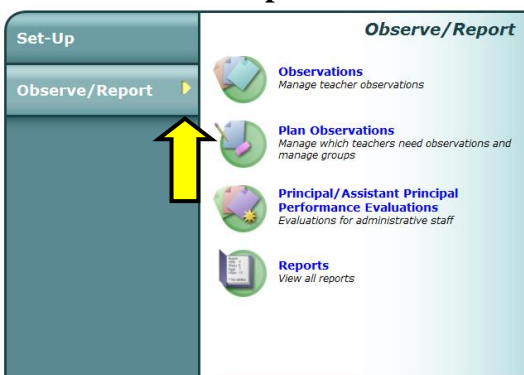 Set-Up
Observe/Report
Observe/Report
Observations
Manage teacher observations
Plan Observations
Manage which teachers need observations and
manage groups
Principal/Assistant Principal
Performance Evaluations
Evaluations for administrative staff
Reports
View all reports